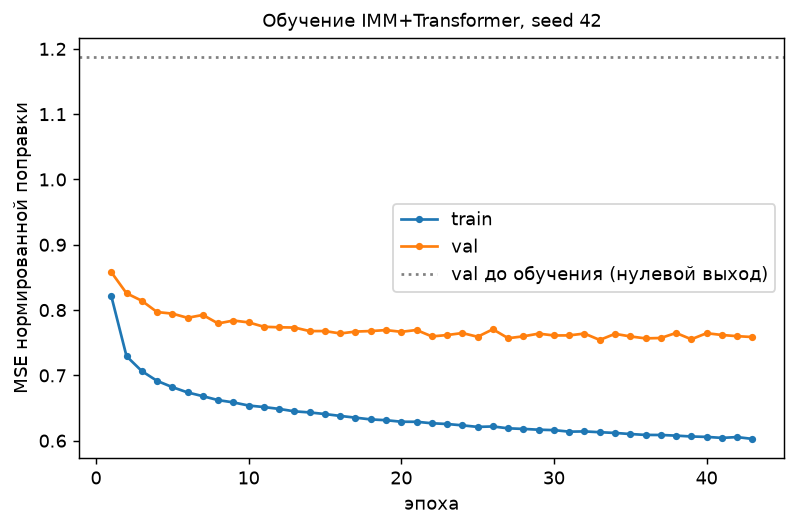 Обучение IMM+Transformer, seed 42
MSE нормированной поправки
1.2
1.1
1.0
0.9
0.8
0.7
0.6
train
val
val до обучения (нулевой выход)
0
10
20
30
40
эпоха